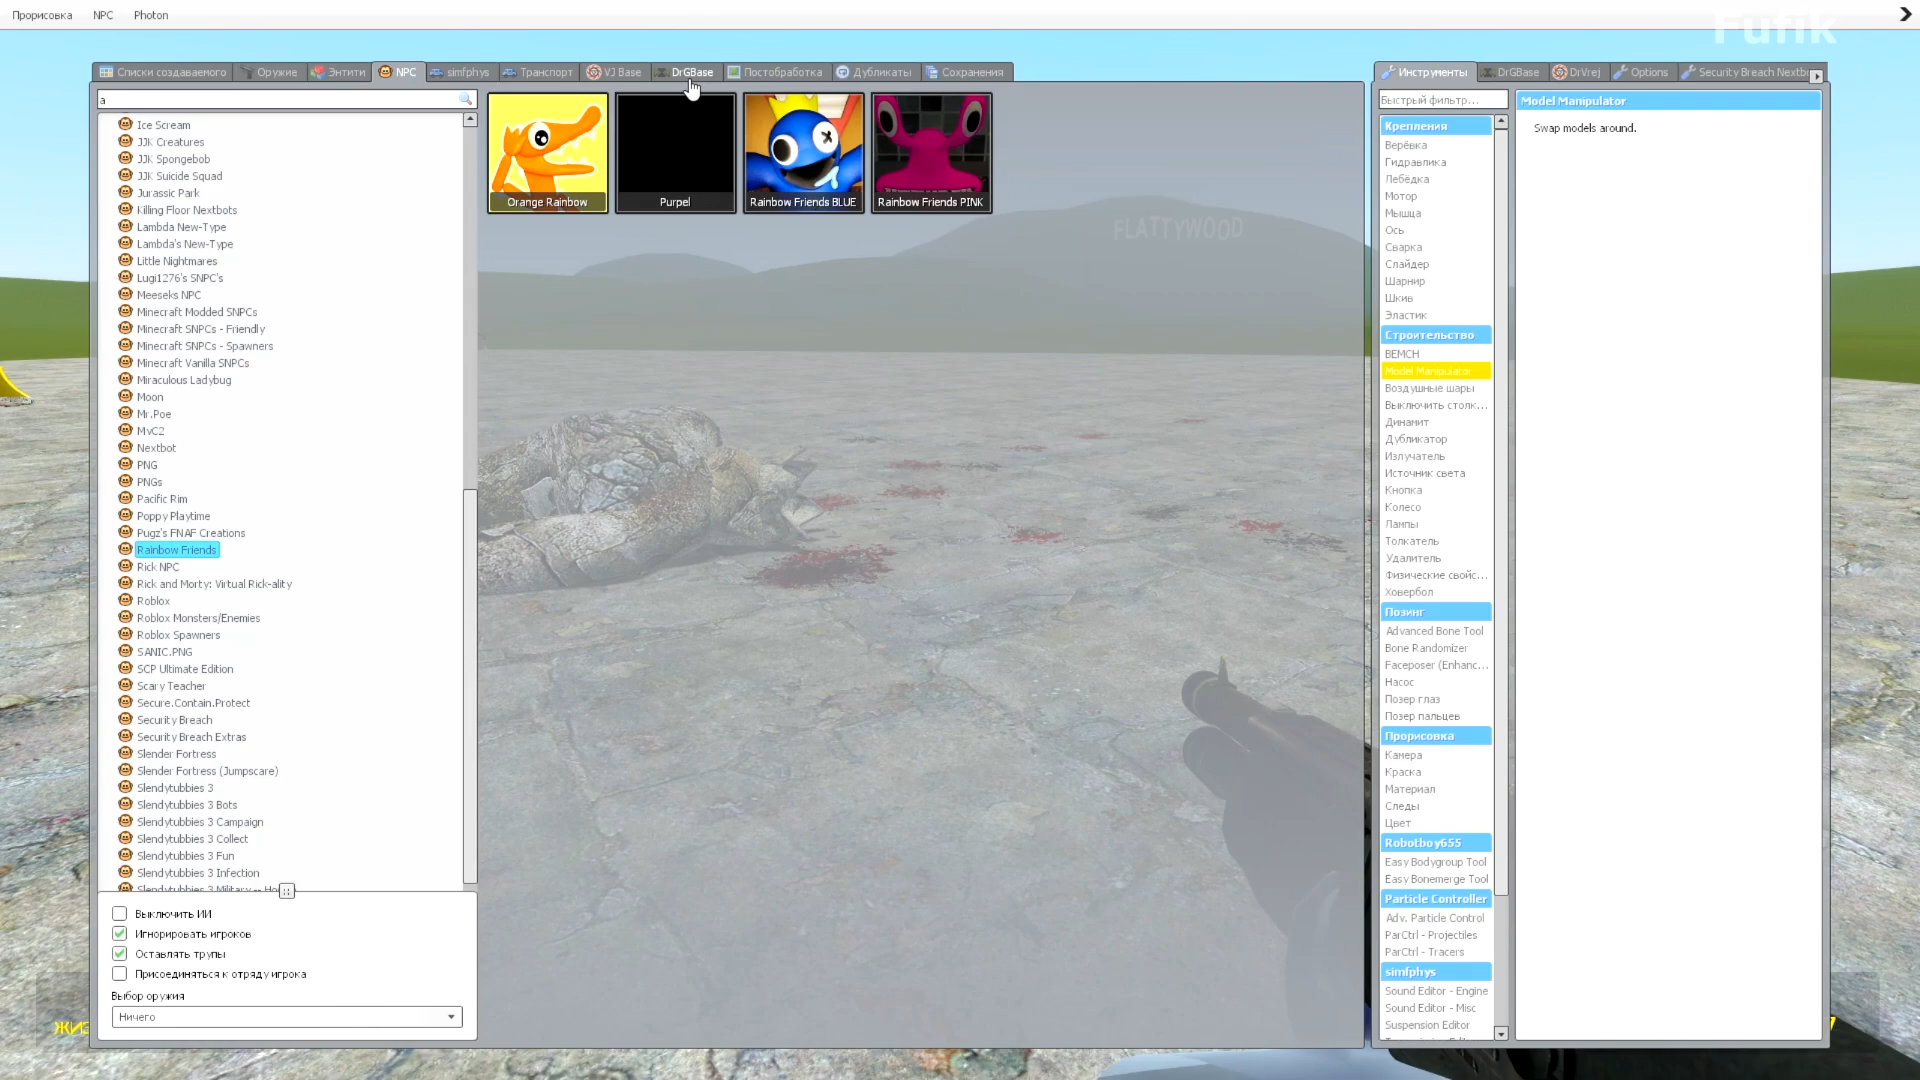 Прорисовка NPC Photon
Fufik
Списки создаваемого Оружие Энтити NPC simfphys Транспорт VJ Base DrGBase Постобработка Дубликаты Сохранения
a
Ice Scream
JJK Creatures
JJK Spongebob
JJK Suicide Squad
Jurassic Park
Killing Floor Nextbots
Lambda New-Type
Lambda's New-Type
Little Nightmares
Lugi1276's SNPC's
Meeseks NPC
Minecraft Modded SNPCs
Minecraft SNPCs - Friendly
Minecraft SNPCs - Spawners
Minecraft Vanilla SNPCs
Miraculous Ladybug
Moon
Mr.Poe
MvC2
Nextbot
PNG
PNGs
Pacific Rim
Poppy Playtime
Pugz's FNAF Creations
Rainbow Friends
Rick NPC
Rick and Morty: Virtual Rick-ality
Roblox
Roblox Monsters/Enemies
Roblox Spawners
SANIC.PNG
SCP Ultimate Edition
Scary Teacher
Secure.Contain.Protect
Security Breach
Security Breach Extras
Slender Fortress
Slender Fortress (Jumpscare)
Slendytubbies 3
Slendytubbies 3 Bots
Slendytubbies 3 Campaign
Slendytubbies 3 Collect
Slendytubbies 3 Fun
Slendytubbies 3 Infection
Slendytubbies 3 Military -- Ho
Выключить ИИ
Игнорировать игроков
Оставлять трупы
Присоединяться к отряду игрока
Выбор оружия
Ничего
Orange Rainbow
Purpel
Rainbow Friends BLUE
Rainbow Friends PINK
FLATTYWOOD
Инструменты DrGBase DrVrej Options Security Breach Nextb
Быстрый фильтр...
Крепления
Верёвка
Гидравлика
Лебёдка
Мотор
Мышца
Ось
Сварка
Слайдер
Шарнир
Шкив
Эластик
Строительство
BEMCH
Model Manipulator
Воздушные шары
Выключить столк...
Динамит
Дубликатор
Излучатель
Источник света
Кнопка
Колесо
Лампы
Толкатель
Удалитель
Физические свойс...
Ховербол
Позинг
Advanced Bone Tool
Bone Randomizer
Faceposer (Enhanc...
Насос
Позер глаз
Позер пальцев
Прорисовка
Камера
Краска
Материал
Следы
Цвет
Robotboy655
Easy Bodygroup Tool
Easy Bonemerge Tool
Particle Controller
Adv. Particle Control
ParCtrl - Projectiles
ParCtrl - Tracers
simfphys
Sound Editor - Engine
Sound Editor - Misc
Suspension Editor
Model Manipulator
Swap models around.